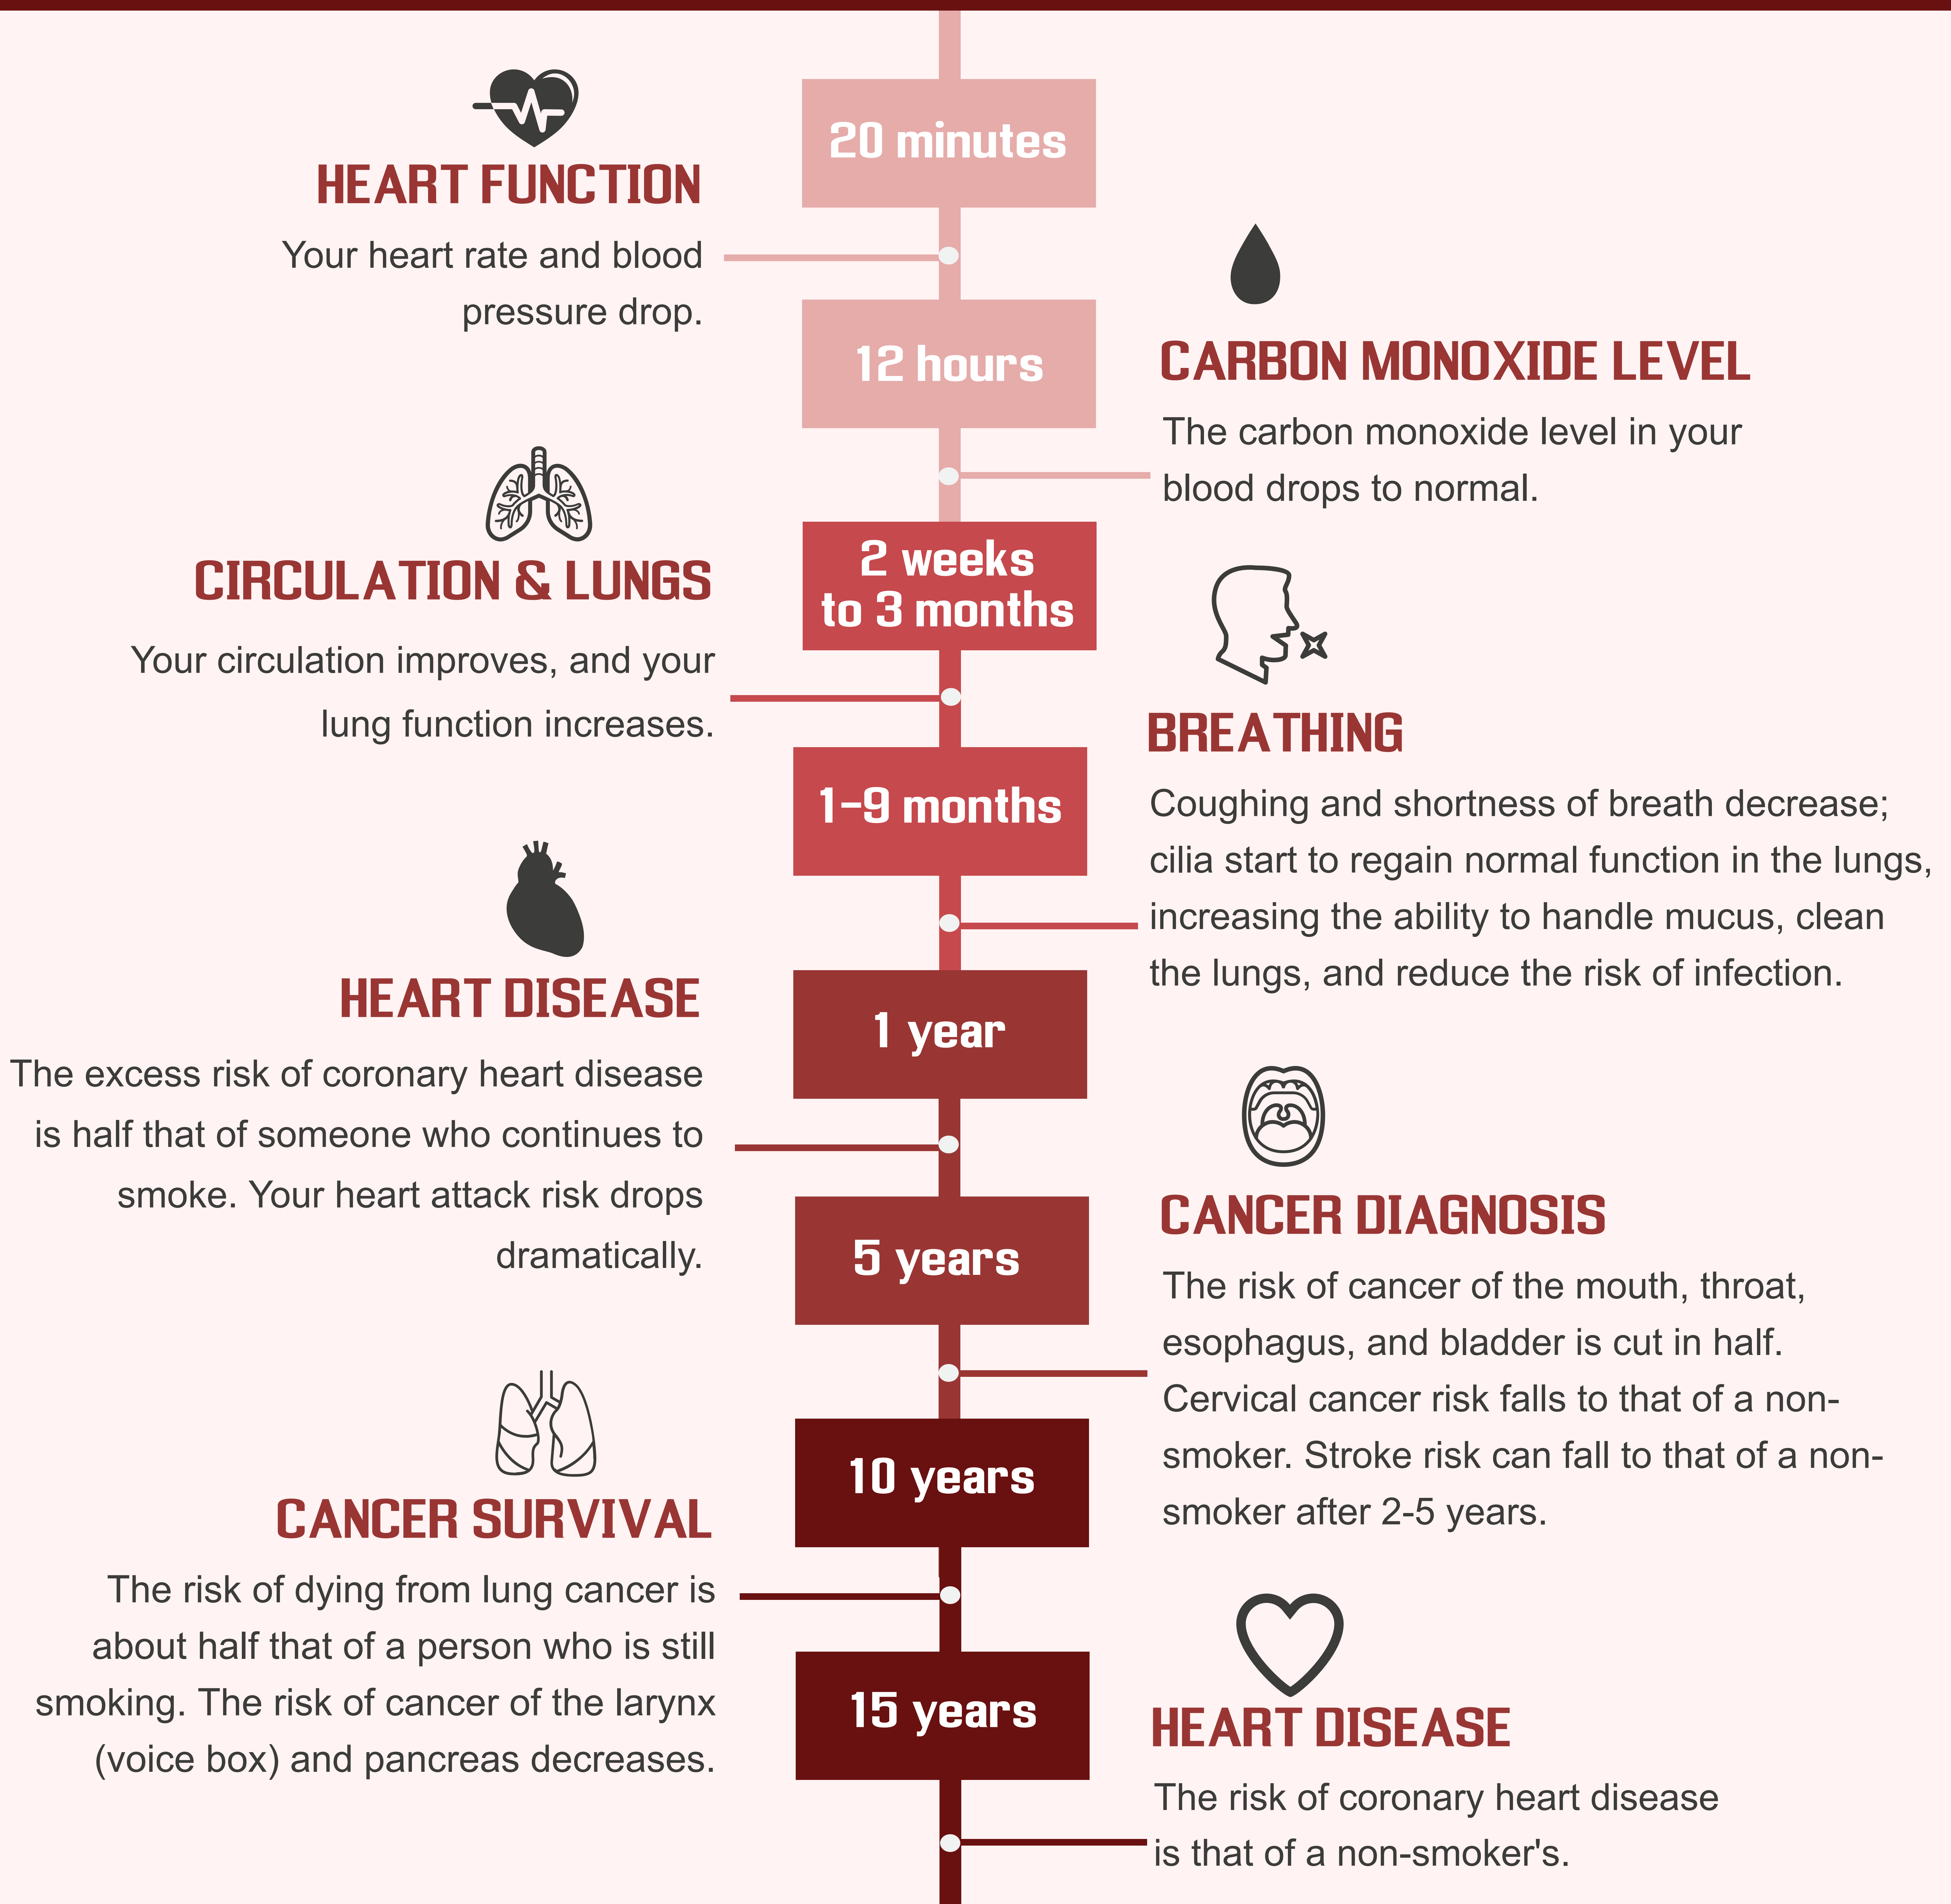 20 minutes
HEART FUNCTION
Your heart rate and blood
pressure drop.
12 hours
CARBON MONOXIDE LEVEL
The carbon monoxide level in your
blood drops to normal.
2 weeks
to 3 months
CIRCULATION & LUNGS
Your circulation improves, and your
lung function increases.
1-9 months
BREATHING
Coughing and shortness of breath decrease;
cilia start to regain normal function in the lungs,
increasing the ability to handle mucus, clean
the lungs, and reduce the risk of infection.
1 year
HEART DISEASE
The excess risk of coronary heart disease
is half that of someone who continues to
smoke. Your heart attack risk drops
dramatically.
5 years
CANCER DIAGNOSIS
The risk of cancer of the mouth, throat,
esophagus, and bladder is cut in half.
Cervical cancer risk falls to that of a non-
smoker. Stroke risk can fall to that of a non-
smoker after 2-5 years.
10 years
CANCER SURVIVAL
The risk of dying from lung cancer is
about half that of a person who is still
smoking. The risk of cancer of the larynx
(voice box) and pancreas decreases.
15 years
HEART DISEASE
The risk of coronary heart disease
is that of a non-smoker's.